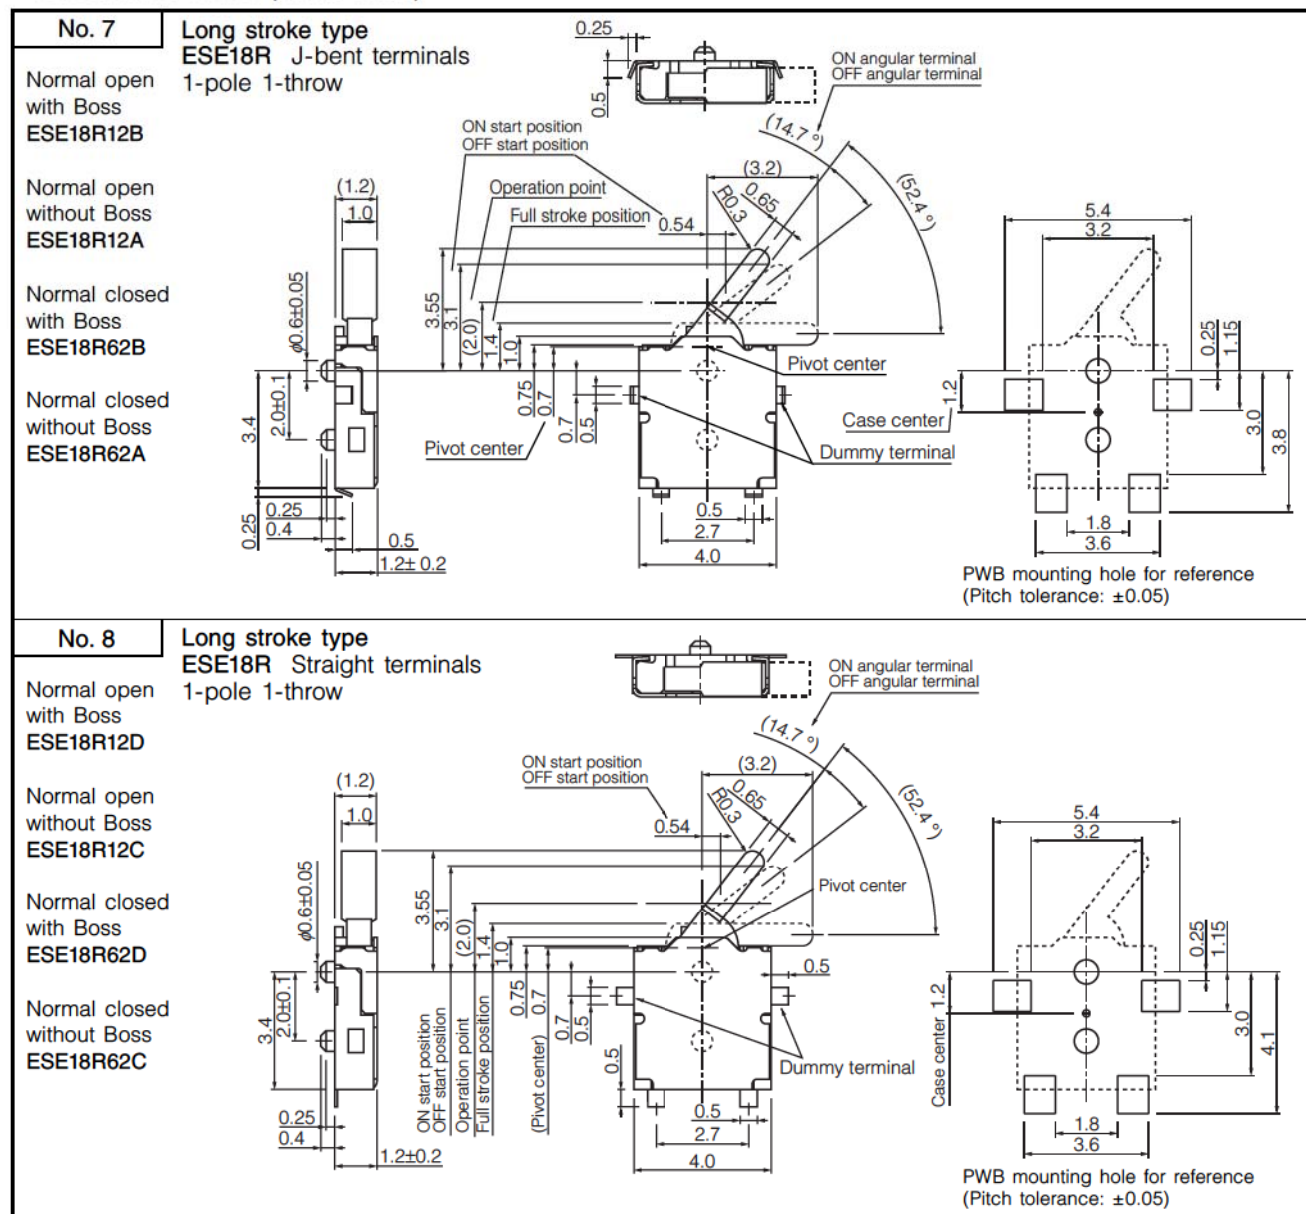 No. 7
Long stroke type
ESE18R J-bent terminals
1-pole 1-throw
Normal open
with Boss
ESE18R12B
Normal open
without Boss
ESE18R12A
Normal closed
with Boss
ESE18R62B
Normal closed
without Boss
ESE18R62A
0.25
0.5
ON angular terminal
OFF angular terminal
(14.7 °)
(52.4 °)
ON start position
OFF start position
Operation point
Full stroke position
(3.2)
0.65
R0.3
0.54
(1.2)
1.0
ϕ0.6±0.05
3.4
2.0±0.1
0.25
0.25
0.4
0.5
1.2± 0.2
3.55
3.1
(2.0)
1.4
1.0
0.75
0.7
0.7
0.5
Pivot center
Pivot center
Dummy terminal
0.5
2.7
4.0
5.4
3.2
0.25
1.15
1.2
Case center
3.0
3.8
1.8
3.6
PWB mounting hole for reference
(Pitch tolerance: ±0.05)
No. 8
Long stroke type
ESE18R Straight terminals
1-pole 1-throw
Normal open
with Boss
ESE18R12D
Normal open
without Boss
ESE18R12C
Normal closed
with Boss
ESE18R62D
Normal closed
without Boss
ESE18R62C
ON angular terminal
OFF angular terminal
(14.7 °)
(52.4 °)
ON start position
OFF start position
(3.2)
0.65
R0.3
0.54
(1.2)
1.0
ϕ0.6±0.05
3.4
2.0±0.1
0.25
0.4
1.2±0.2
3.55
3.1
(2.0)
1.4
1.0
0.75
0.7
0.7
0.5
0.5
ON start position
OFF start position
Operation point
Full stroke position
(Pivot center)
Pivot center
0.5
Dummy terminal
0.5
2.7
4.0
5.4
3.2
0.25
1.15
Case center 1.2
3.0
4.1
1.8
3.6
PWB mounting hole for reference
(Pitch tolerance: ±0.05)